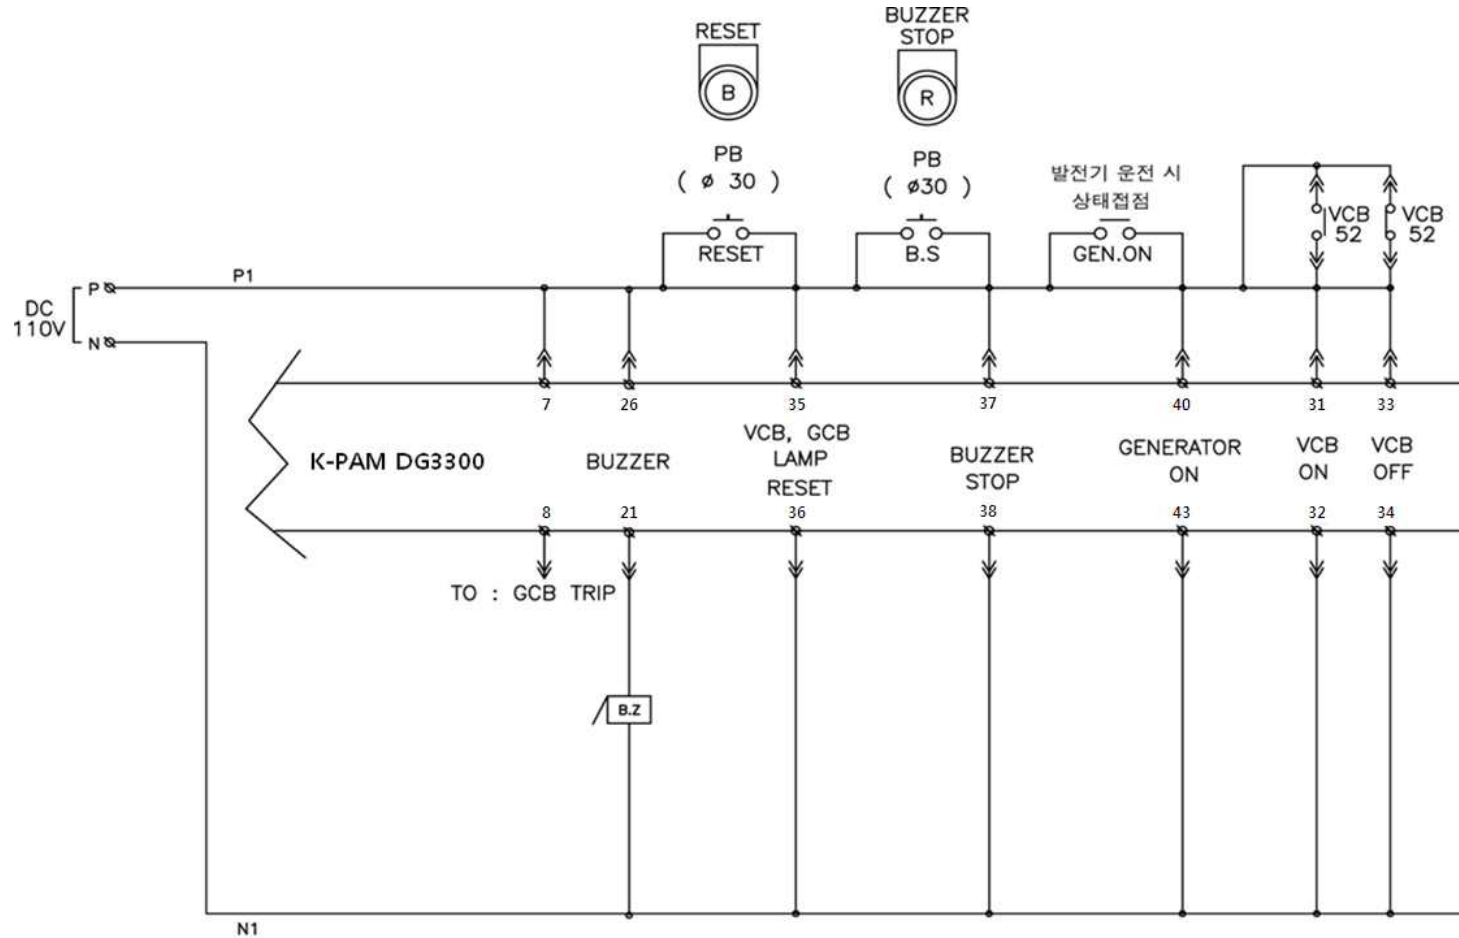 RESET
B
PB
( ø 30 )
RESET
BUZZER
STOP
R
PB
( ø30 )
B.S
발전기 운전 시
상태접점
GEN.ON
VCB
52
VCB
52
DC
110V
P
N
P1
7
26
35
37
40
31
33
K-PAM DG3300
BUZZER
VCB, GCB
LAMP
RESET
BUZZER
STOP
GENERATOR
ON
VCB
ON
VCB
OFF
8
21
36
38
43
32
34
TO : GCB TRIP
B.Z
N1